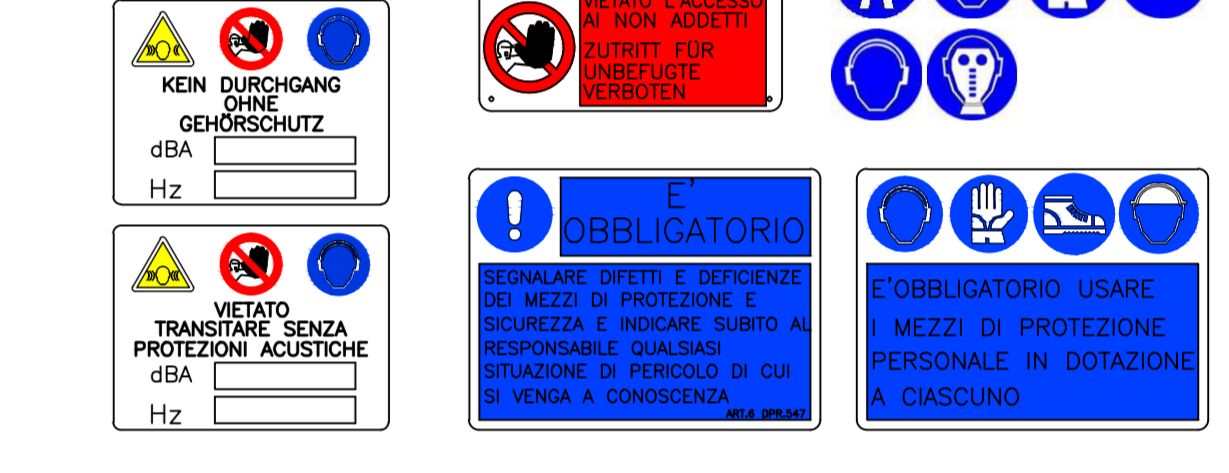 KEIN DURCHGANG
OHNE
GEHÖRSCHUTZ
dBA
Hz
VIETATO L'ACCESSO
AI NON ADDETTI
ZUTRITT FÜR
UNBEFUGTE
VERBOTEN
VIETATO
TRANSITARE SENZA
PROTEZIONI ACUSTICHE
dBA
Hz
E'
OBBLIGATORIO
SEGNALARE DIFETTI E DEFICIENZE
DEI MEZZI DI PROTEZIONE E
SICUREZZA E INDICARE SUBITO AL
RESPONSABILE QUALSIASI
SITUAZIONE DI PERICOLO DI CUI
SI VENGA A CONOSCENZA
ART.6 DPR.547
E'OBBLIGATORIO USARE
I MEZZI DI PROTEZIONE
PERSONALE IN DOTAZIONE
A CIASCUNO